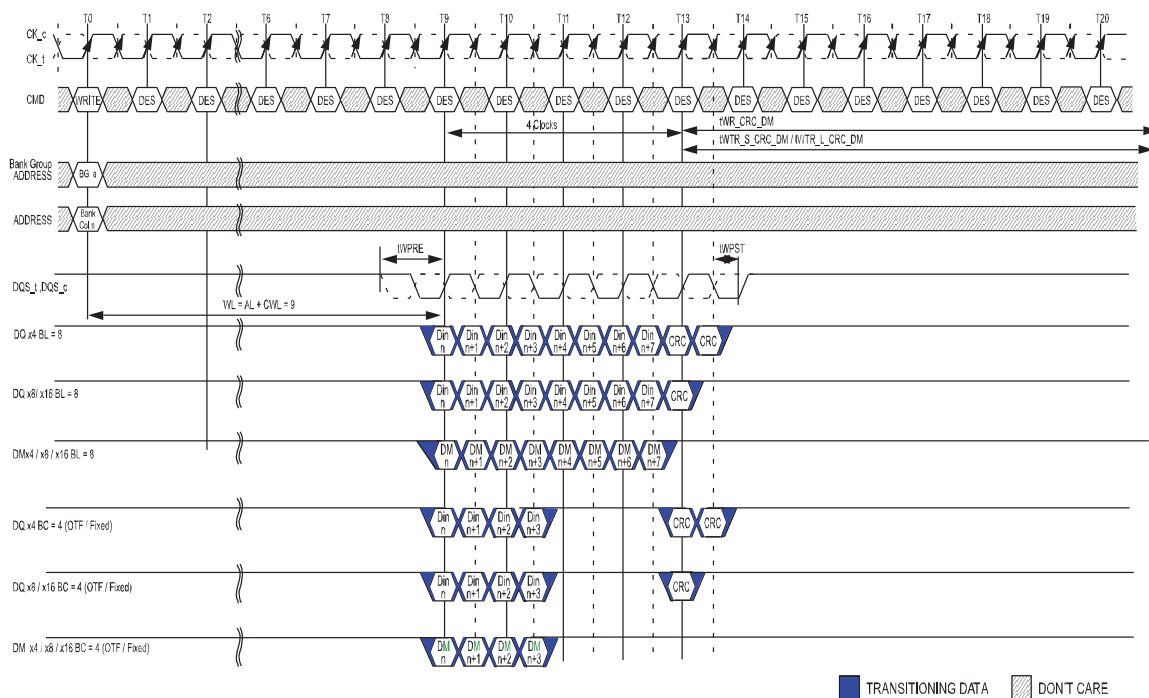 T0 T1 T2 T6 T7 T8 T9 T10 T11 T12 T13 T14 T15 T16 T17 T18 T19 T20
CK_c
CK_t
CMD WRITE DES DES DES DES DES DES DES DES DES DES DES DES DES DES DES DES DES
4 Clocks
tWR_CRC_DM
tWTR_S_CRC_DM / tWTR_L_CRC_DM
Bank Group
ADDRESS
BG a
ADDRESS
Bank
Col n
tWPRE
tWPST
DQS_t ,DQS_c
WL = AL + CWL = 9
DQ x4 BL = 8
Din Din Din Din Din Din Din Din CRC CRC
n n+1 n+2 n+3 n+4 n+5 n+6 n+7
DQ x8/ x16 BL = 8
Din Din Din Din Din Din Din Din CRC
n n+1 n+2 n+3 n+4 n+5 n+6 n+7
DMx4 / x8 / x16 BL = 8
DM DM DM DM DM DM DM DM
n n+1 n+2 n+3 n+4 n+5 n+6 n+7
DQ x4 BC = 4 (OTF / Fixed)
Din Din Din Din CRC CRC
n n+1 n+2 n+3
DQ x8 / x16 BC = 4 (OTF / Fixed)
Din Din Din Din CRC
n n+1 n+2 n+3
DM x4 / x8 / x16 BC = 4 (OTF / Fixed)
DM DM DM DM
n n+1 n+2 n+3
TRANSITIONING DATA
DON'T CARE